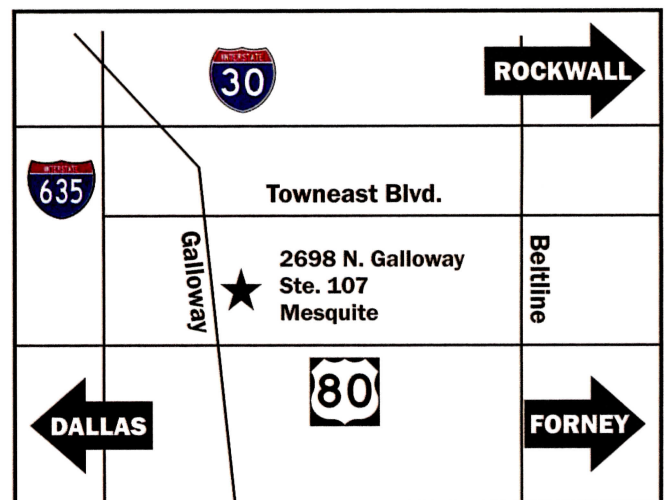 INTERSTATE
30
ROCKWALL
INTERSTATE
635
Towneast Blvd.
Galloway
2698 N. Galloway
Ste. 107
Mesquite
Beltline
80
DALLAS
FORNEY